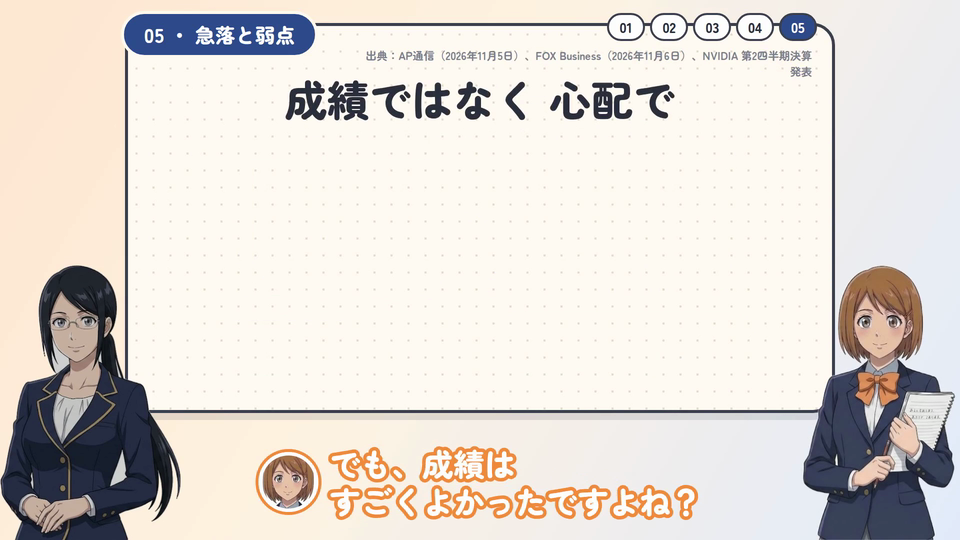 05 ・ 急落と弱点
01 02 03 04 05
出典：AP通信（2026年11月5日）、FOX Business（2026年11月6日）、NVIDIA 第2四半期決算
発表
成績ではなく 心配で
でも、成績は
すごくよかったですよね？